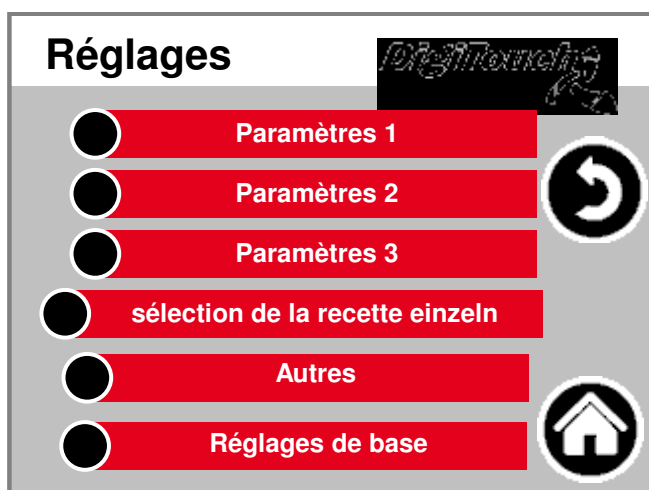 Réglages
DigiTouch
Paramètres 1
Paramètres 2
Paramètres 3
sélection de la recette einzeln
Autres
Réglages de base